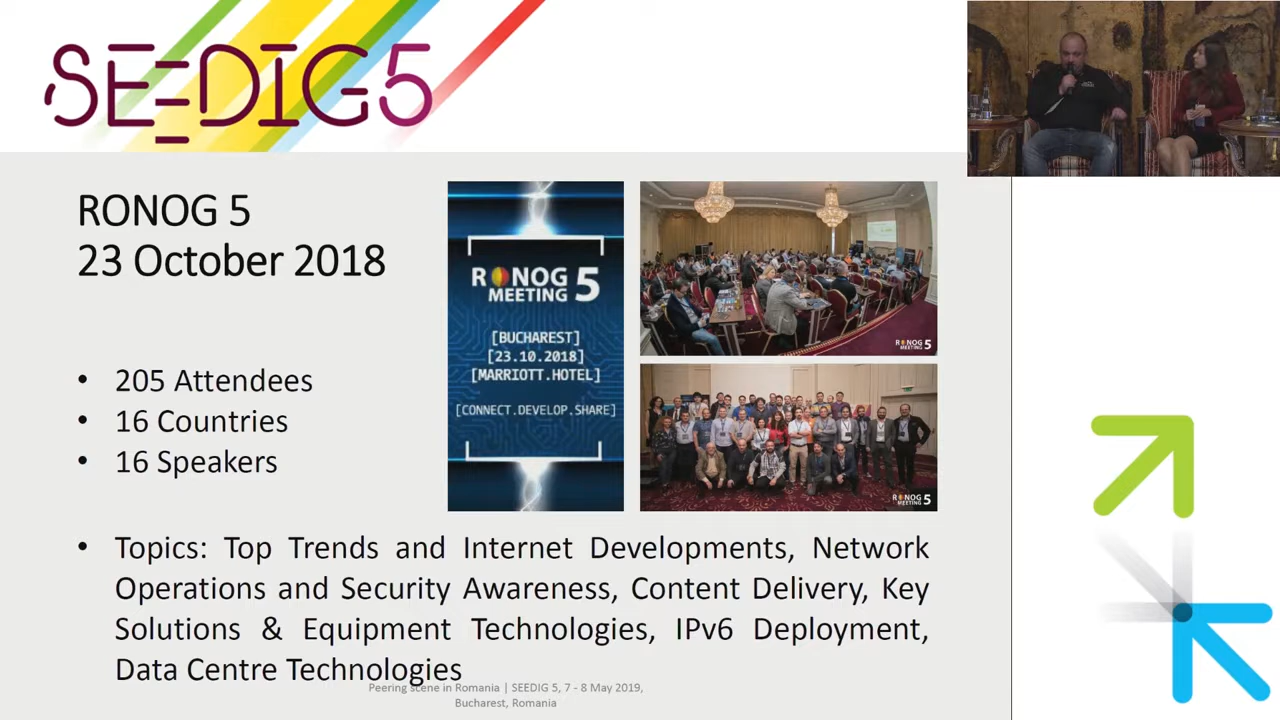 SEEDIG5
RONOG 5
23 October 2018
• 205 Attendees
• 16 Countries
• 16 Speakers
RONOG
MEETING 5
[BUCHAREST]
[23.10.2018]
[MARRIOTT.HOTEL]
[CONNECT.DEVELOP.SHARE]
RONOG
MEETING 5
RONOG
MEETING 5
• Topics: Top Trends and Internet Developments, Network
Operations and Security Awareness, Content Delivery, Key
Solutions & Equipment Technologies, IPv6 Deployment,
Data Centre Technologies
Peering scene in Romania | SEEDIG 5, 7 - 8 May 2019,
Bucharest, Romania